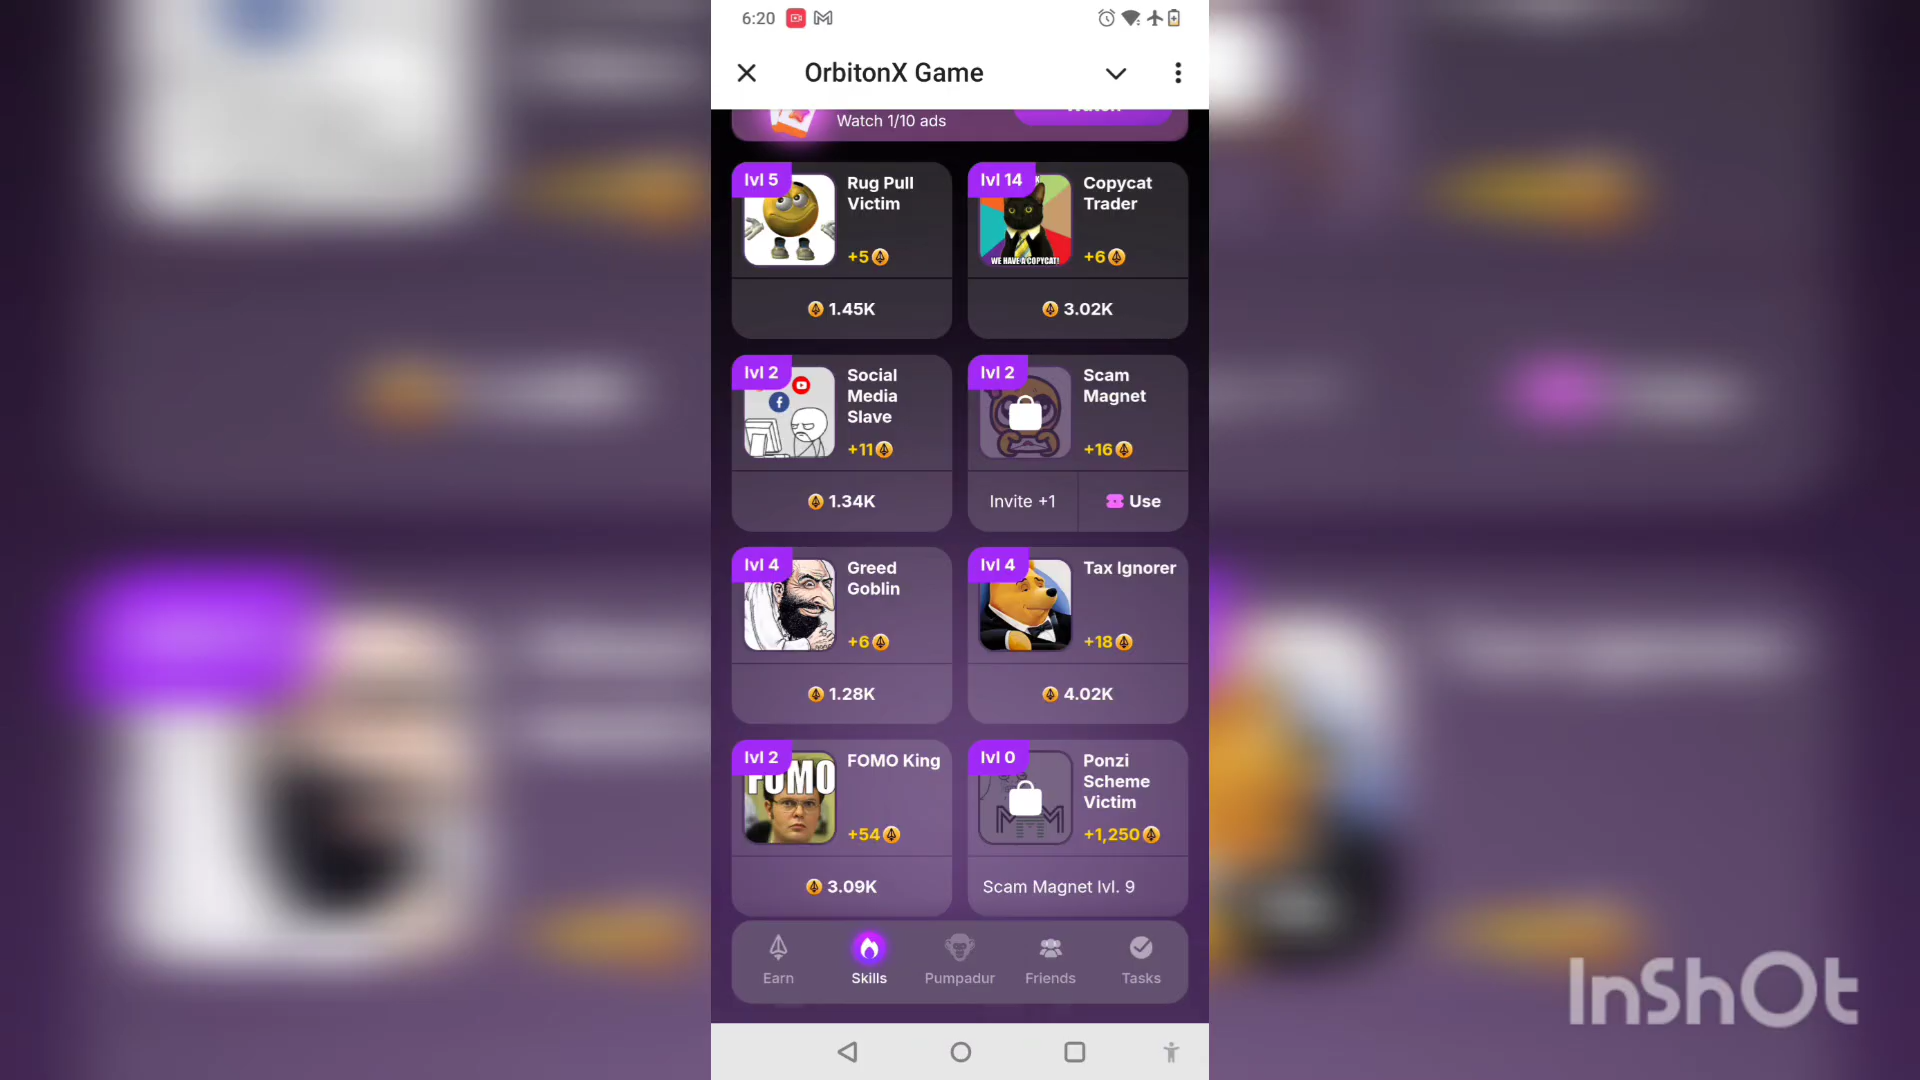 6:20
OrbitonX Game
Watch 1/10 ads
lvl 5
Rug Pull
Victim
+5
1.45K
lvl 14
Copycat
Trader
WE HAVE A COPYCAT!
+6
3.02K
lvl 2
Social
Media
Slave
+11
1.34K
lvl 2
Scam
Magnet
+16
Invite +1
Use
lvl 4
Greed
Goblin
+6
1.28K
lvl 4
Tax Ignorer
+18
4.02K
lvl 2
FOMO
FOMO King
+54
3.09K
lvl 0
Ponzi
Scheme
Victim
MMM
+1,250
Scam Magnet lvl. 9
Earn
Skills
Pumpadur
Friends
Tasks
InShOt